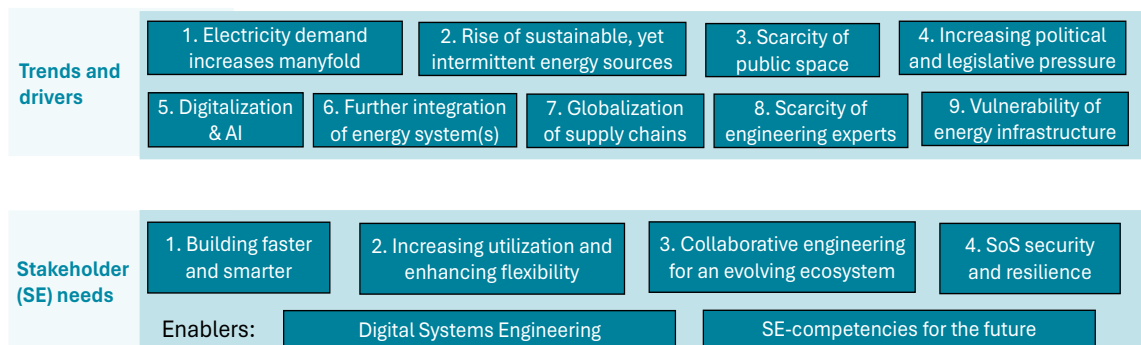 Trends and
drivers
1. Electricity demand
increases manyfold
2. Rise of sustainable, yet
intermittent energy sources
3. Scarcity of
public space
4. Increasing political
and legislative pressure
5. Digitalization
& AI
6. Further integration
of energy system(s)
7. Globalization
of supply chains
8. Scarcity of
engineering experts
9. Vulnerability of
energy infrastructure
Stakeholder
(SE) needs
1. Building faster
and smarter
2. Increasing utilization and
enhancing flexibility
3. Collaborative engineering
for an evolving ecosystem
4. SoS security
and resilience
Enablers:
Digital Systems Engineering
SE-competencies for the future